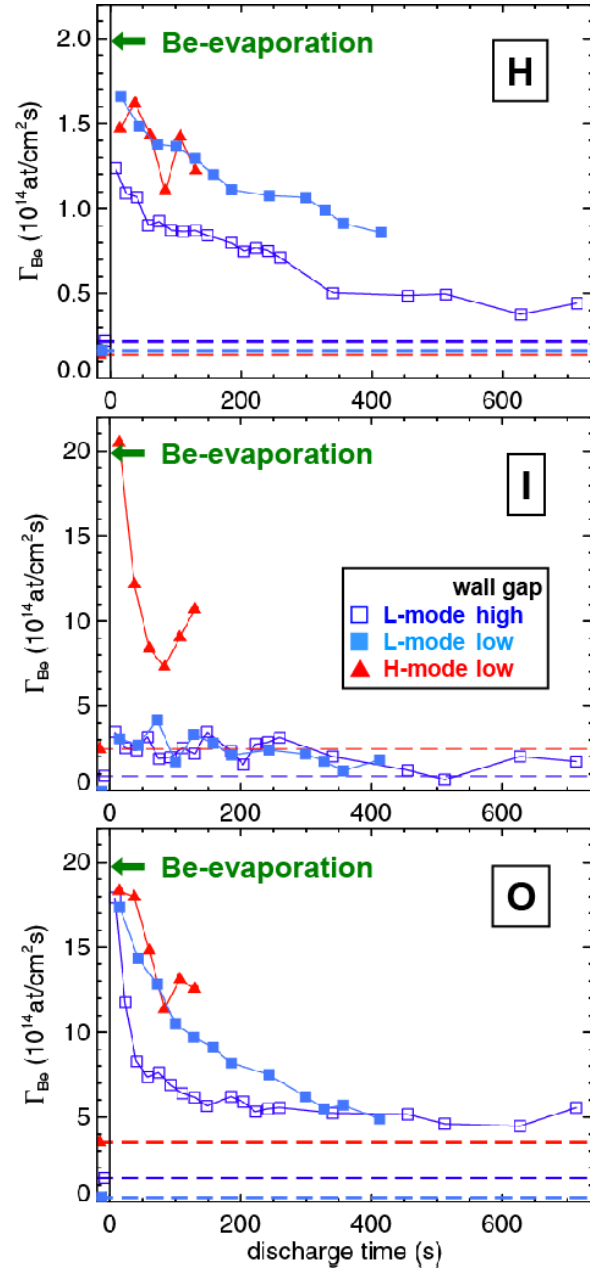 2.0
← Be-evaporation
H
1.5
1.0
0.5
0.0
Γ_Be (10^14 at/cm^2 s)
0 200 400 600
20
← Be-evaporation
I
15
10
5
0
Γ_Be (10^14 at/cm^2 s)
wall gap
L-mode high
L-mode low
H-mode low
0 200 400 600
20
← Be-evaporation
O
15
10
5
0
Γ_Be (10^14 at/cm^2 s)
0 200 400 600
discharge time (s)